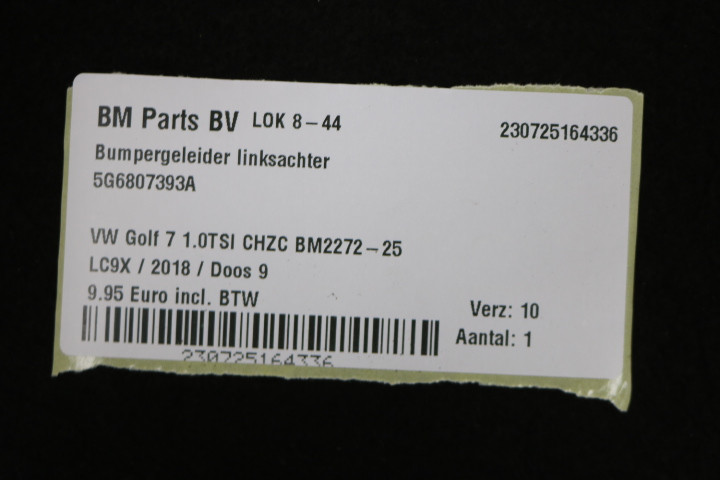 BM Parts BV LOK 8-44
230725164336
Bumpergeleider linksachter
5G6807393A
VW Golf 7 1.0TSI CHZC BM2272-25
LC9X / 2018 / Doos 9
9.95 Euro incl. BTW
Verz: 10
Aantal: 1
230725164336